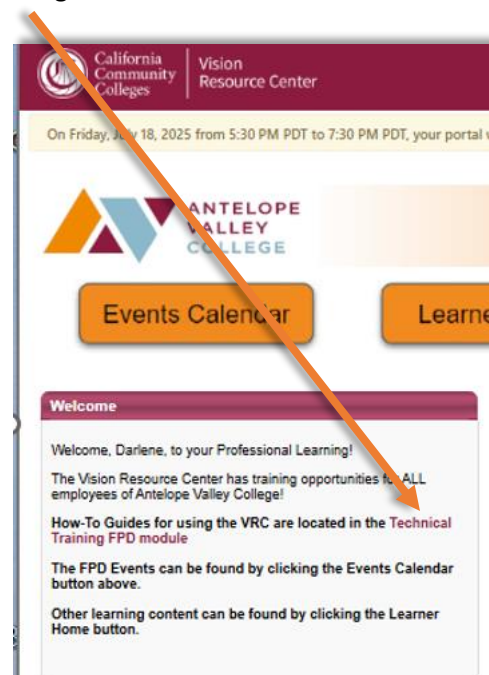 California
Community
Colleges
Vision
Resource Center
On Friday, July 18, 2025 from 5:30 PM PDT to 7:30 PM PDT, your portal
ANTELOPE
VALLEY
COLLEGE
Events Calendar
Learne
Welcome
Welcome, Darlene, to your Professional Learning!
The Vision Resource Center has training opportunities for ALL
employees of Antelope Valley College!
How-To Guides for using the VRC are located in the Technical
Training FPD module
The FPD Events can be found by clicking the Events Calendar
button above.
Other learning content can be found by clicking the Learner
Home button.